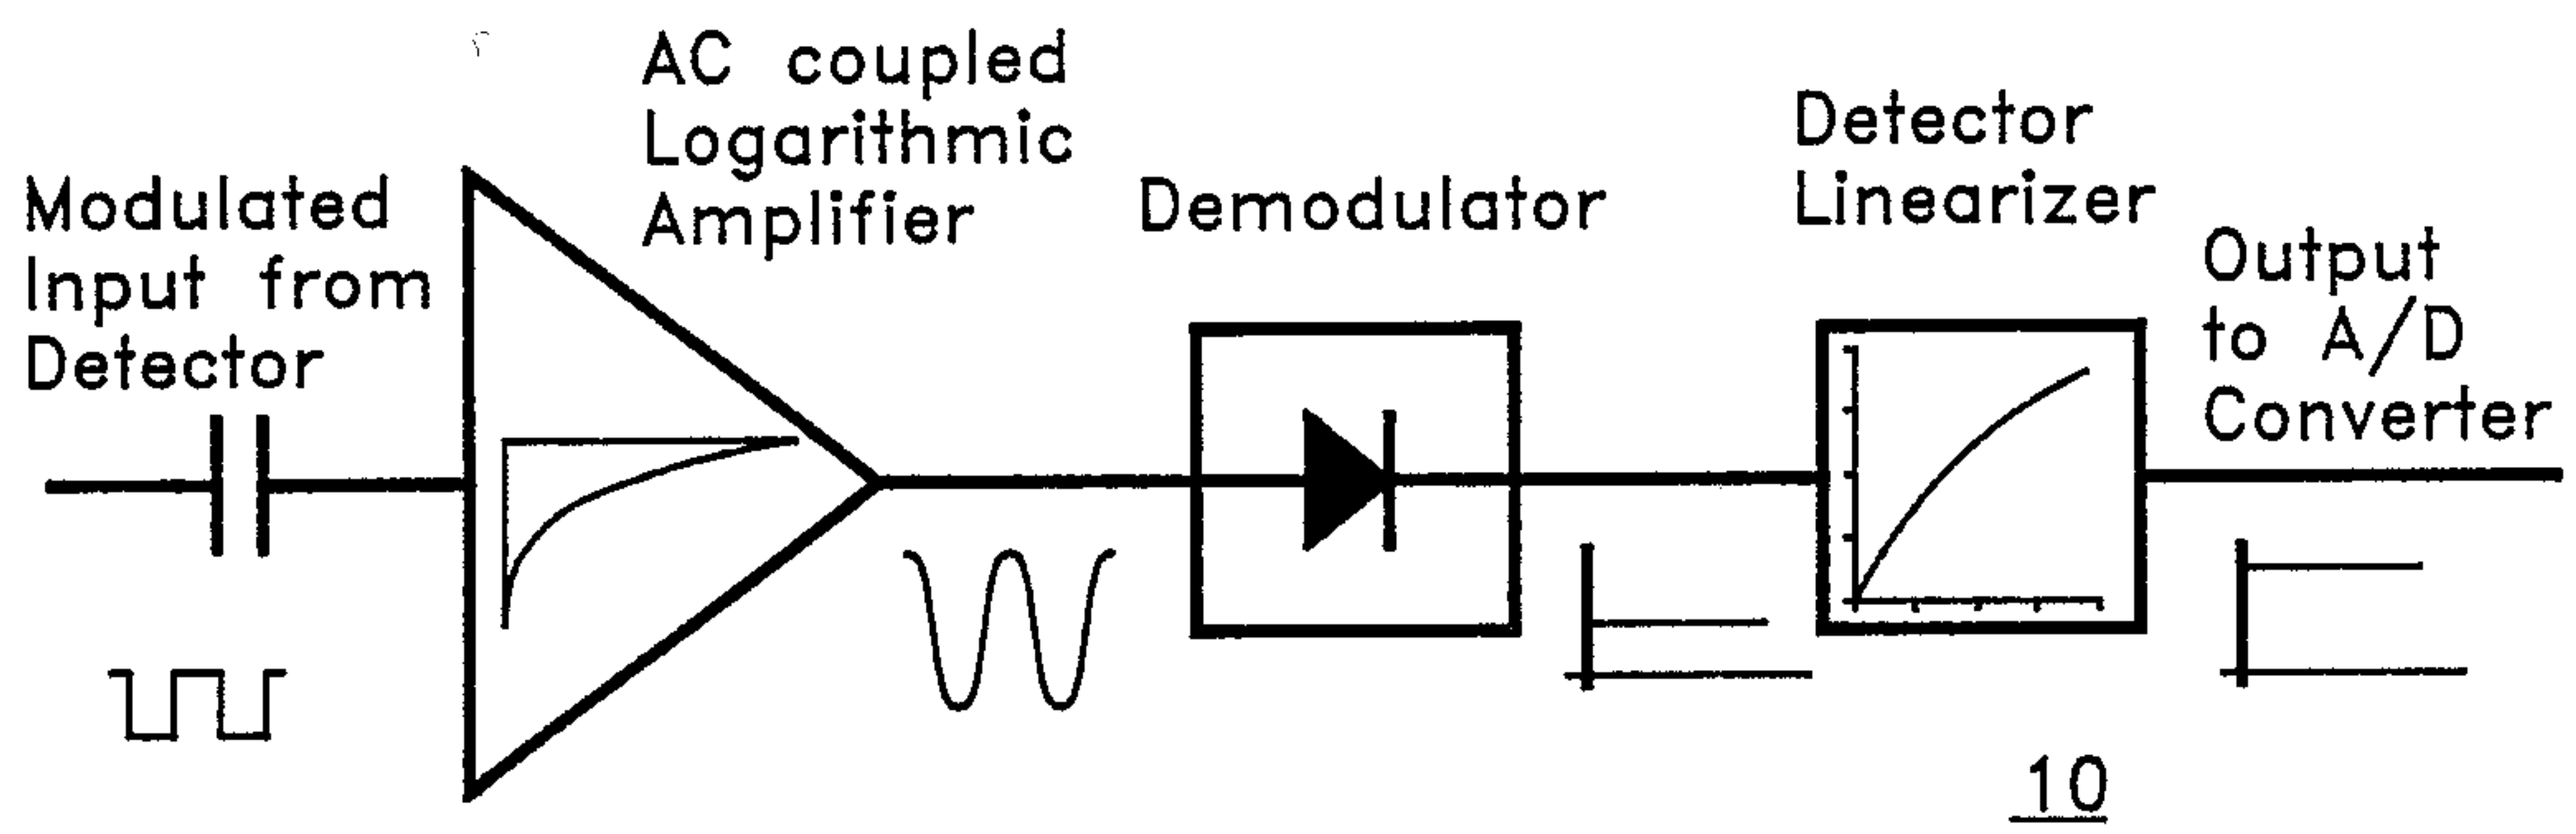 Modulated
Input from
Detector
AC coupled
Logarithmic
Amplifier
Demodulator
Detector
Linearizer
Output
to A/D
Converter
10